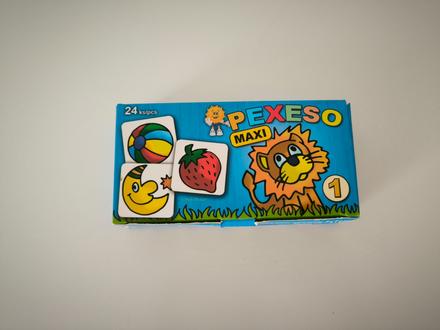 24 ks/pcs
PEXESO
MAXI
1